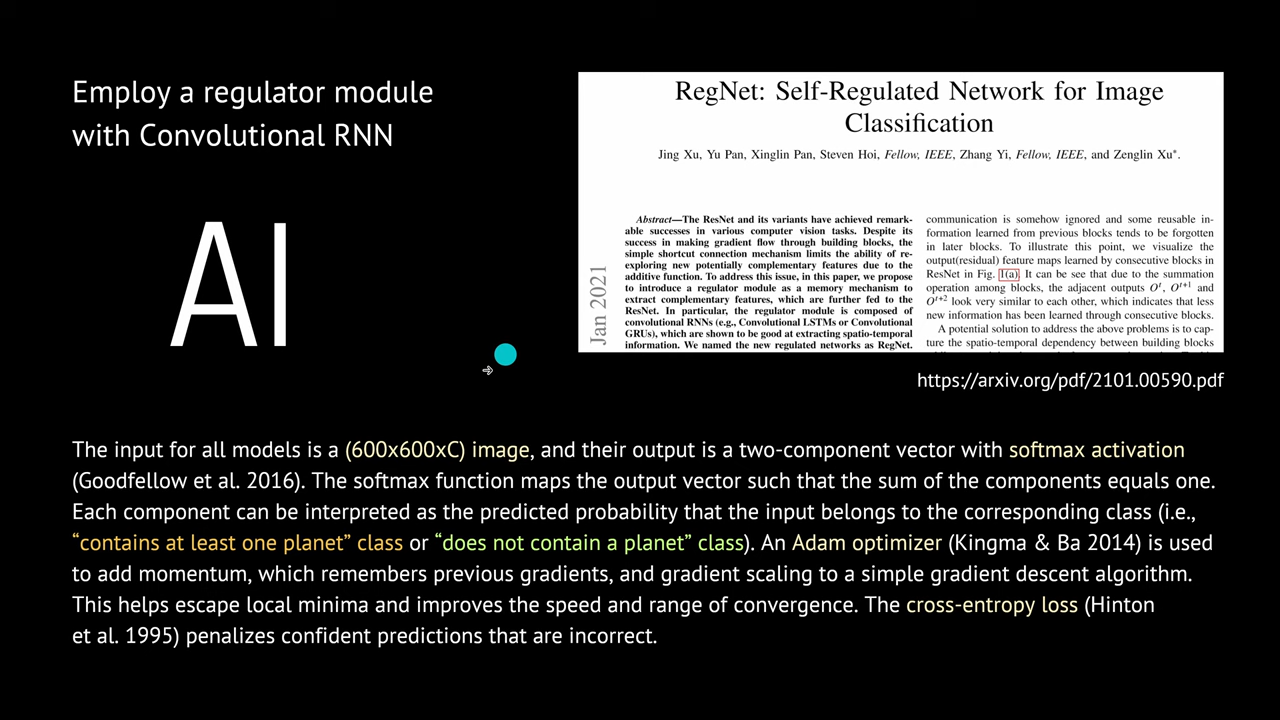 Employ a regulator module
with Convolutional RNN
AI
RegNet: Self-Regulated Network for Image
Classification
Jing Xu, Yu Pan, Xinglin Pan, Steven Hoi, Fellow, IEEE, Zhang Yi, Fellow, IEEE, and Zenglin Xu*.
Jan 2021
Abstract—The ResNet and its variants have achieved remark-
able successes in various computer vision tasks. Despite its
success in making gradient flow through building blocks, the
simple shortcut connection mechanism limits the ability of re-
exploring new potentially complementary features due to the
additive function. To address this issue, in this paper, we propose
to introduce a regulator module as a memory mechanism to
extract complementary features, which are further fed to the
ResNet. In particular, the regulator module is composed of
convolutional RNNs (e.g., Convolutional LSTMs or Convolutional
GRUs), which are shown to be good at extracting spatio-temporal
information. We named the new regulated networks as RegNet.
communication is somehow ignored and some reusable in-
formation learned from previous blocks tends to be forgotten
in later blocks. To illustrate this point, we visualize the
output(residual) feature maps learned by consecutive blocks in
ResNet in Fig. 1(a). It can be see that due to the summation
operation among blocks, the adjacent outputs Oᵗ, Oᵗ⁺¹ and
Oᵗ⁺² look very similar to each other, which indicates that less
new information has been learned through consecutive blocks.
A potential solution to address the above problems is to cap-
ture the spatio-temporal dependency between building blocks
https://arxiv.org/pdf/2101.00590.pdf
The input for all models is a (600x600xC) image, and their output is a two-component vector with softmax activation
(Goodfellow et al. 2016). The softmax function maps the output vector such that the sum of the components equals one.
Each component can be interpreted as the predicted probability that the input belongs to the corresponding class (i.e.,
“contains at least one planet” class or “does not contain a planet” class). An Adam optimizer (Kingma & Ba 2014) is used
to add momentum, which remembers previous gradients, and gradient scaling to a simple gradient descent algorithm.
This helps escape local minima and improves the speed and range of convergence. The cross-entropy loss (Hinton
et al. 1995) penalizes confident predictions that are incorrect.